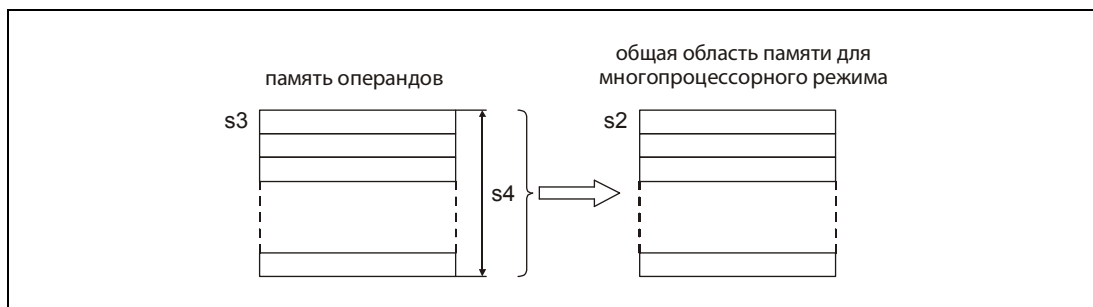 память операндов
общая область памяти для
многопроцессорного режима
s3
s4
s2